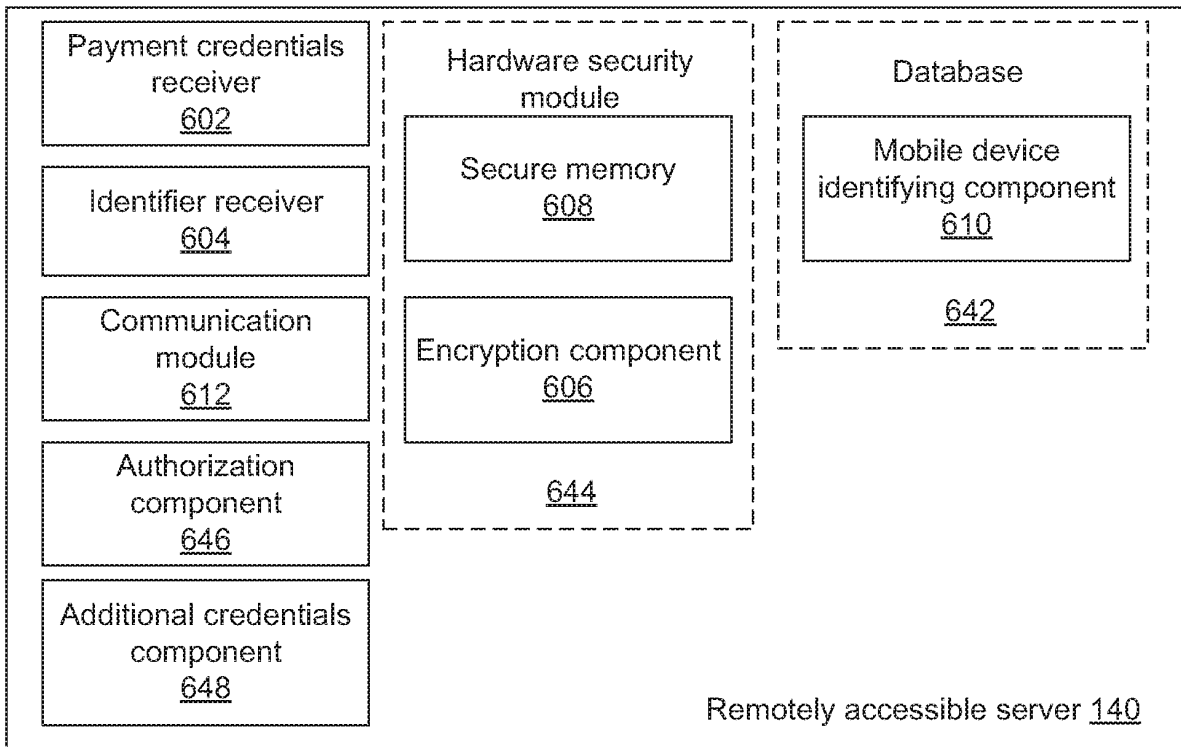 Payment credentials
receiver
602
Identifier receiver
604
Communication
module
612
Authorization
component
646
Additional credentials
component
648
Hardware security
module
Secure memory
608
Encryption component
606
644
Database
Mobile device
identifying component
610
642
Remotely accessible server 140